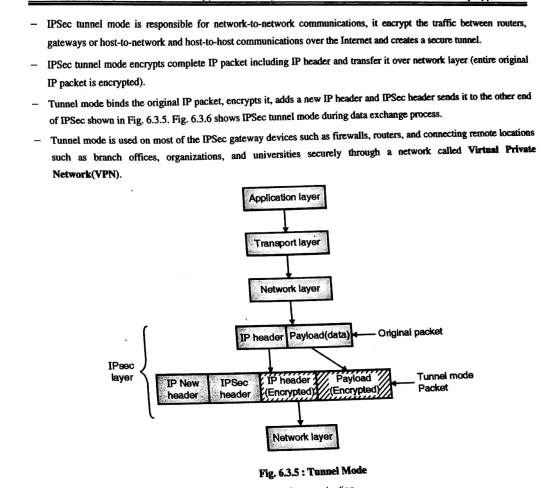 – IPSec tunnel mode is responsible for network-to-network communications, it encrypt the traffic between routers,
gateways or host-to-network and host-to-host communications over the Internet and creates a secure tunnel.
– IPSec tunnel mode encrypts complete IP packet including IP header and transfer it over network layer (entire original
IP packet is encrypted).
– Tunnel mode binds the original IP packet, encrypts it, adds a new IP header and IPSec header sends it to the other end
of IPSec shown in Fig. 6.3.5. Fig. 6.3.6 shows IPSec tunnel mode during data exchange process.
– Tunnel mode is used on most of the IPSec gateway devices such as firewalls, routers, and connecting remote locations
such as branch offices, organizations, and universities securely through a network called Virtual Private
Network(VPN).
Application layer
Transport layer
Network layer
IP header Payload(data) Original packet
IPsec
layer
IP New
header
IPSec
header
IP header
(Encrypted)
Payload
(Encrypted)
Tunnel mode
Packet
Network layer
Fig. 6.3.5 : Tunnel Mode